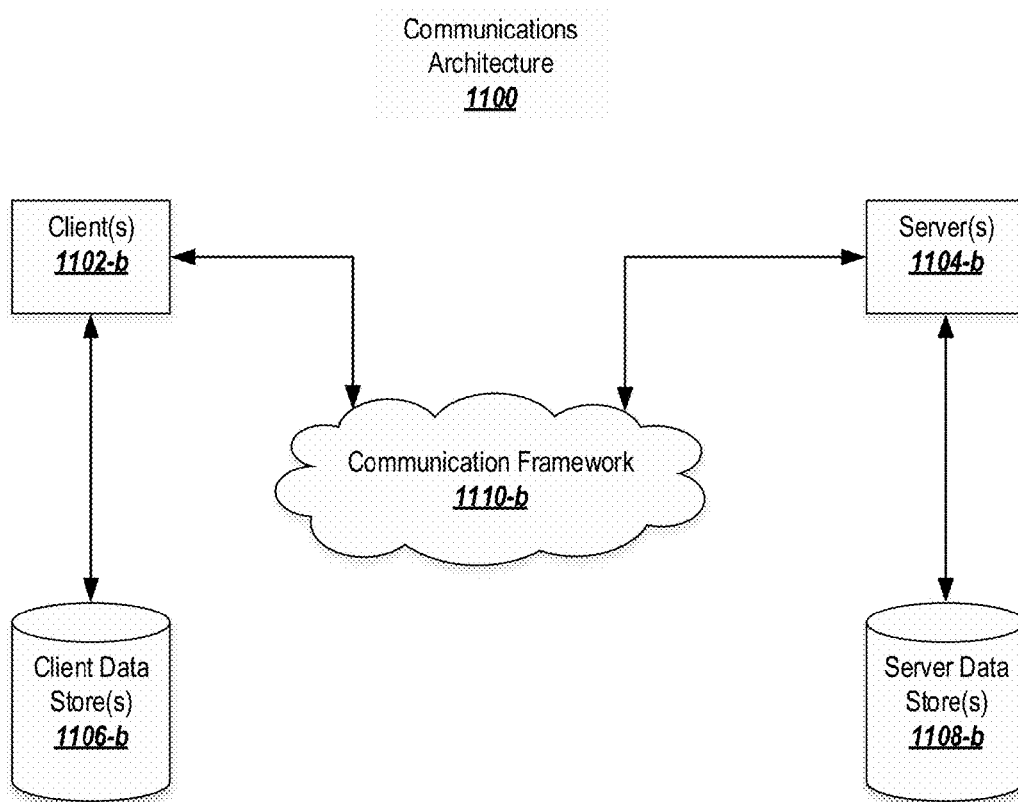 Communications
Architecture
1100
Client(s)
1102-b
Server(s)
1104-b
Communication Framework
1110-b
Client Data
Store(s)
1106-b
Server Data
Store(s)
1108-b